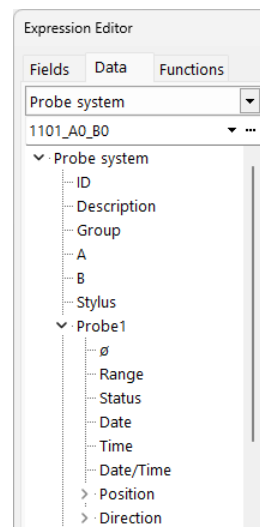 Expression Editor
Fields Data Functions
Probe system
1101_A0_B0
Probe system
ID
Description
Group
A
B
Stylus
Probe1
ø
Range
Status
Date
Time
Date/Time
Position
Direction